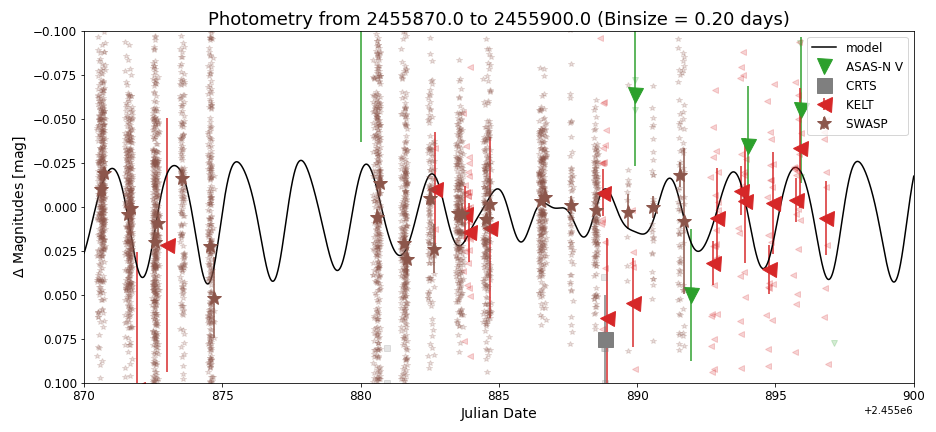 Photometry from 2455870.0 to 2455900.0 (Binsize = 0.20 days)
Δ Magnitudes [mag]
−0.100
−0.075
−0.050
−0.025
0.000
0.025
0.050
0.075
0.100
model
ASAS-N V
CRTS
KELT
SWASP
870 875 880 885 890 895 900
Julian Date
+2.455e6